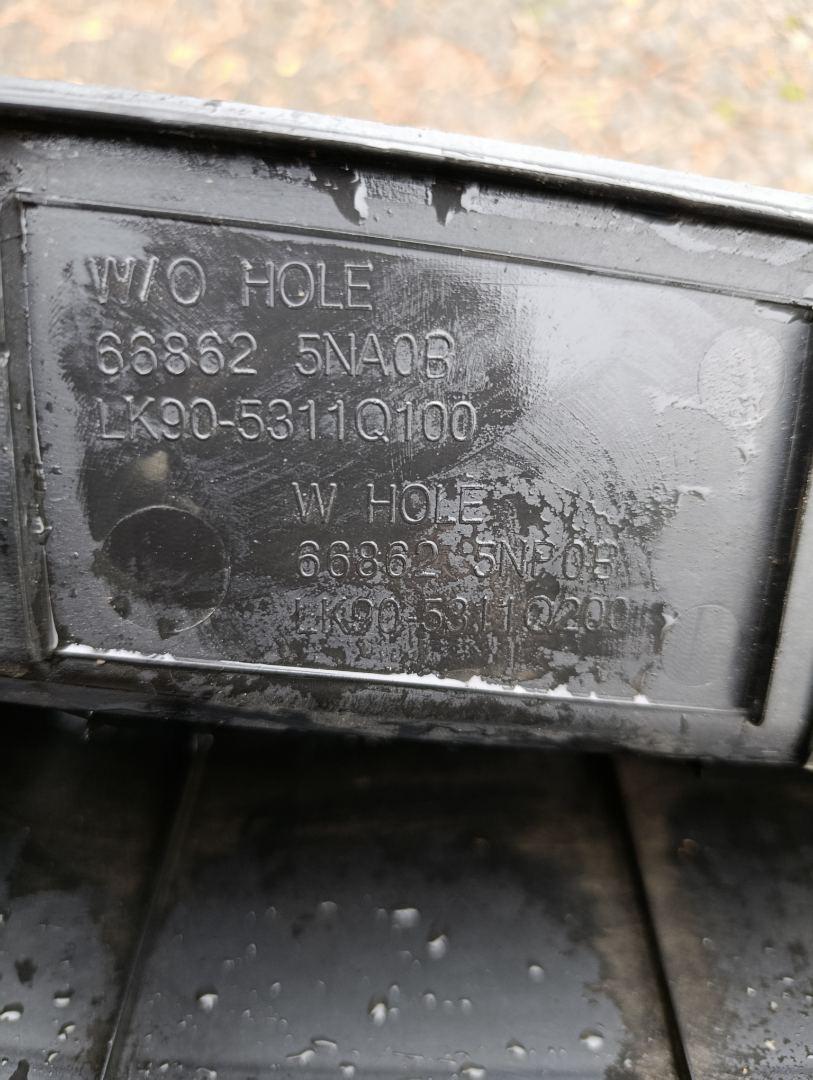 W/O HOLE
66862 5NA0B
LK90-5311Q100
W HOLE
66862 5NP0B
LK90-5311Q200